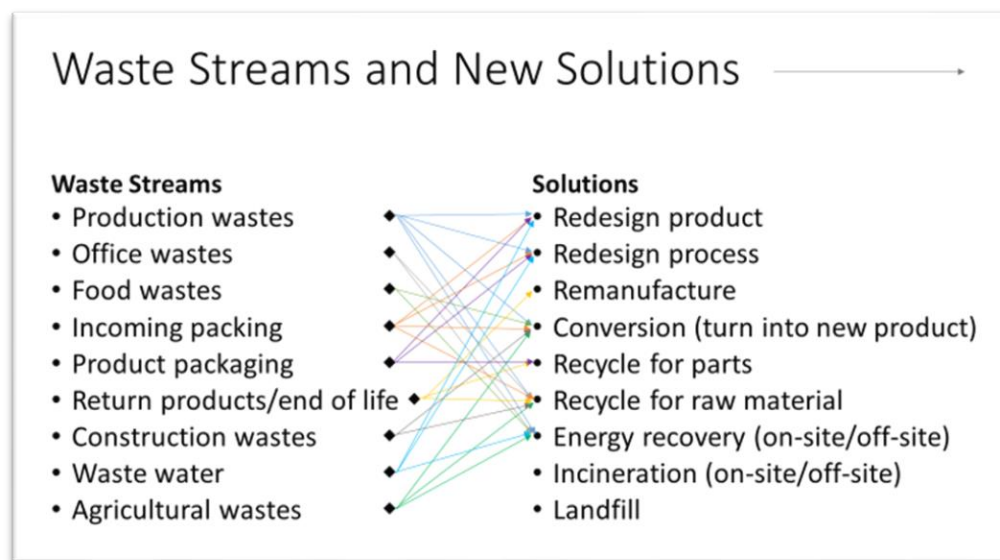 Waste Streams and New Solutions
Waste Streams
• Production wastes
• Office wastes
• Food wastes
• Incoming packing
• Product packaging
• Return products/end of life
• Construction wastes
• Waste water
• Agricultural wastes
Solutions
• Redesign product
• Redesign process
• Remanufacture
• Conversion (turn into new product)
• Recycle for parts
• Recycle for raw material
• Energy recovery (on-site/off-site)
• Incineration (on-site/off-site)
• Landfill